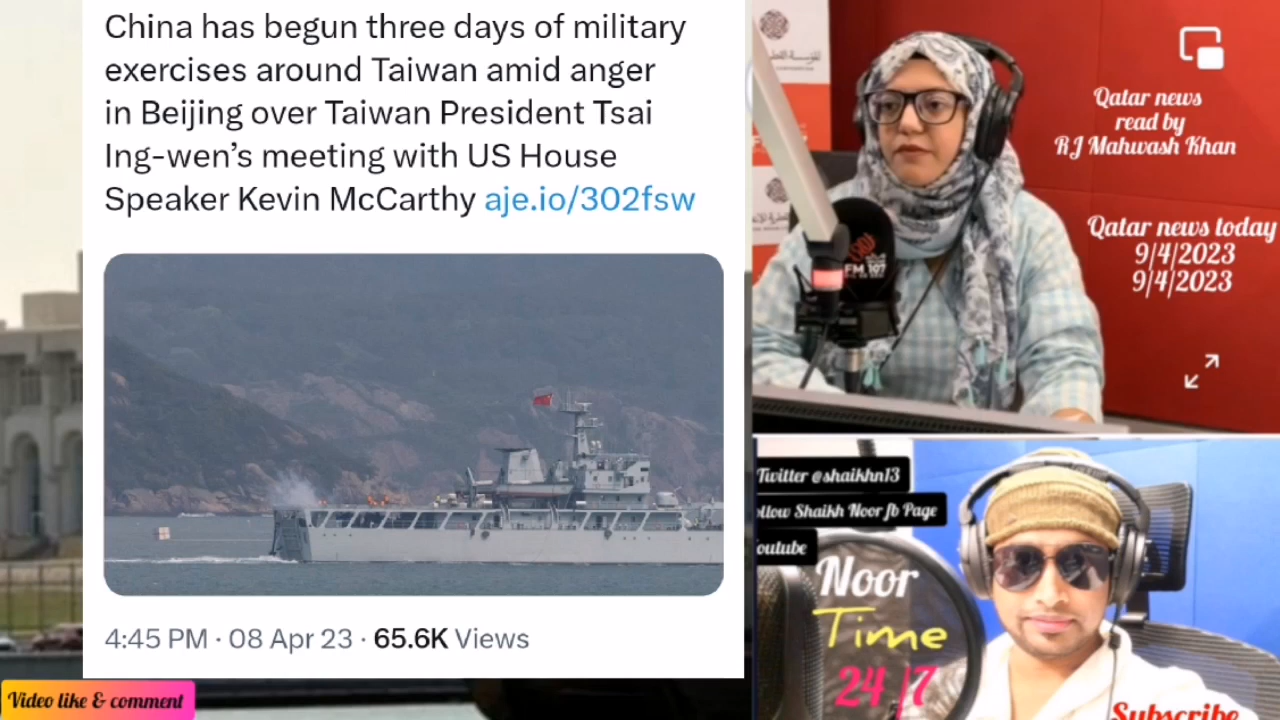 China has begun three days of military
exercises around Taiwan amid anger
in Beijing over Taiwan President Tsai
Ing-wen’s meeting with US House
Speaker Kevin McCarthy aje.io/302fsw
4:45 PM · 08 Apr 23 · 65.6K Views
Video like & comment
Qatar news
read by
RJ Mahwash Khan
Qatar news today
9/4/2023
9/4/2023
FM 107
Twitter @shaikhn13
ollow Shaikh Noor fb Page
outube
Noor
Time
24|7
Subscribe